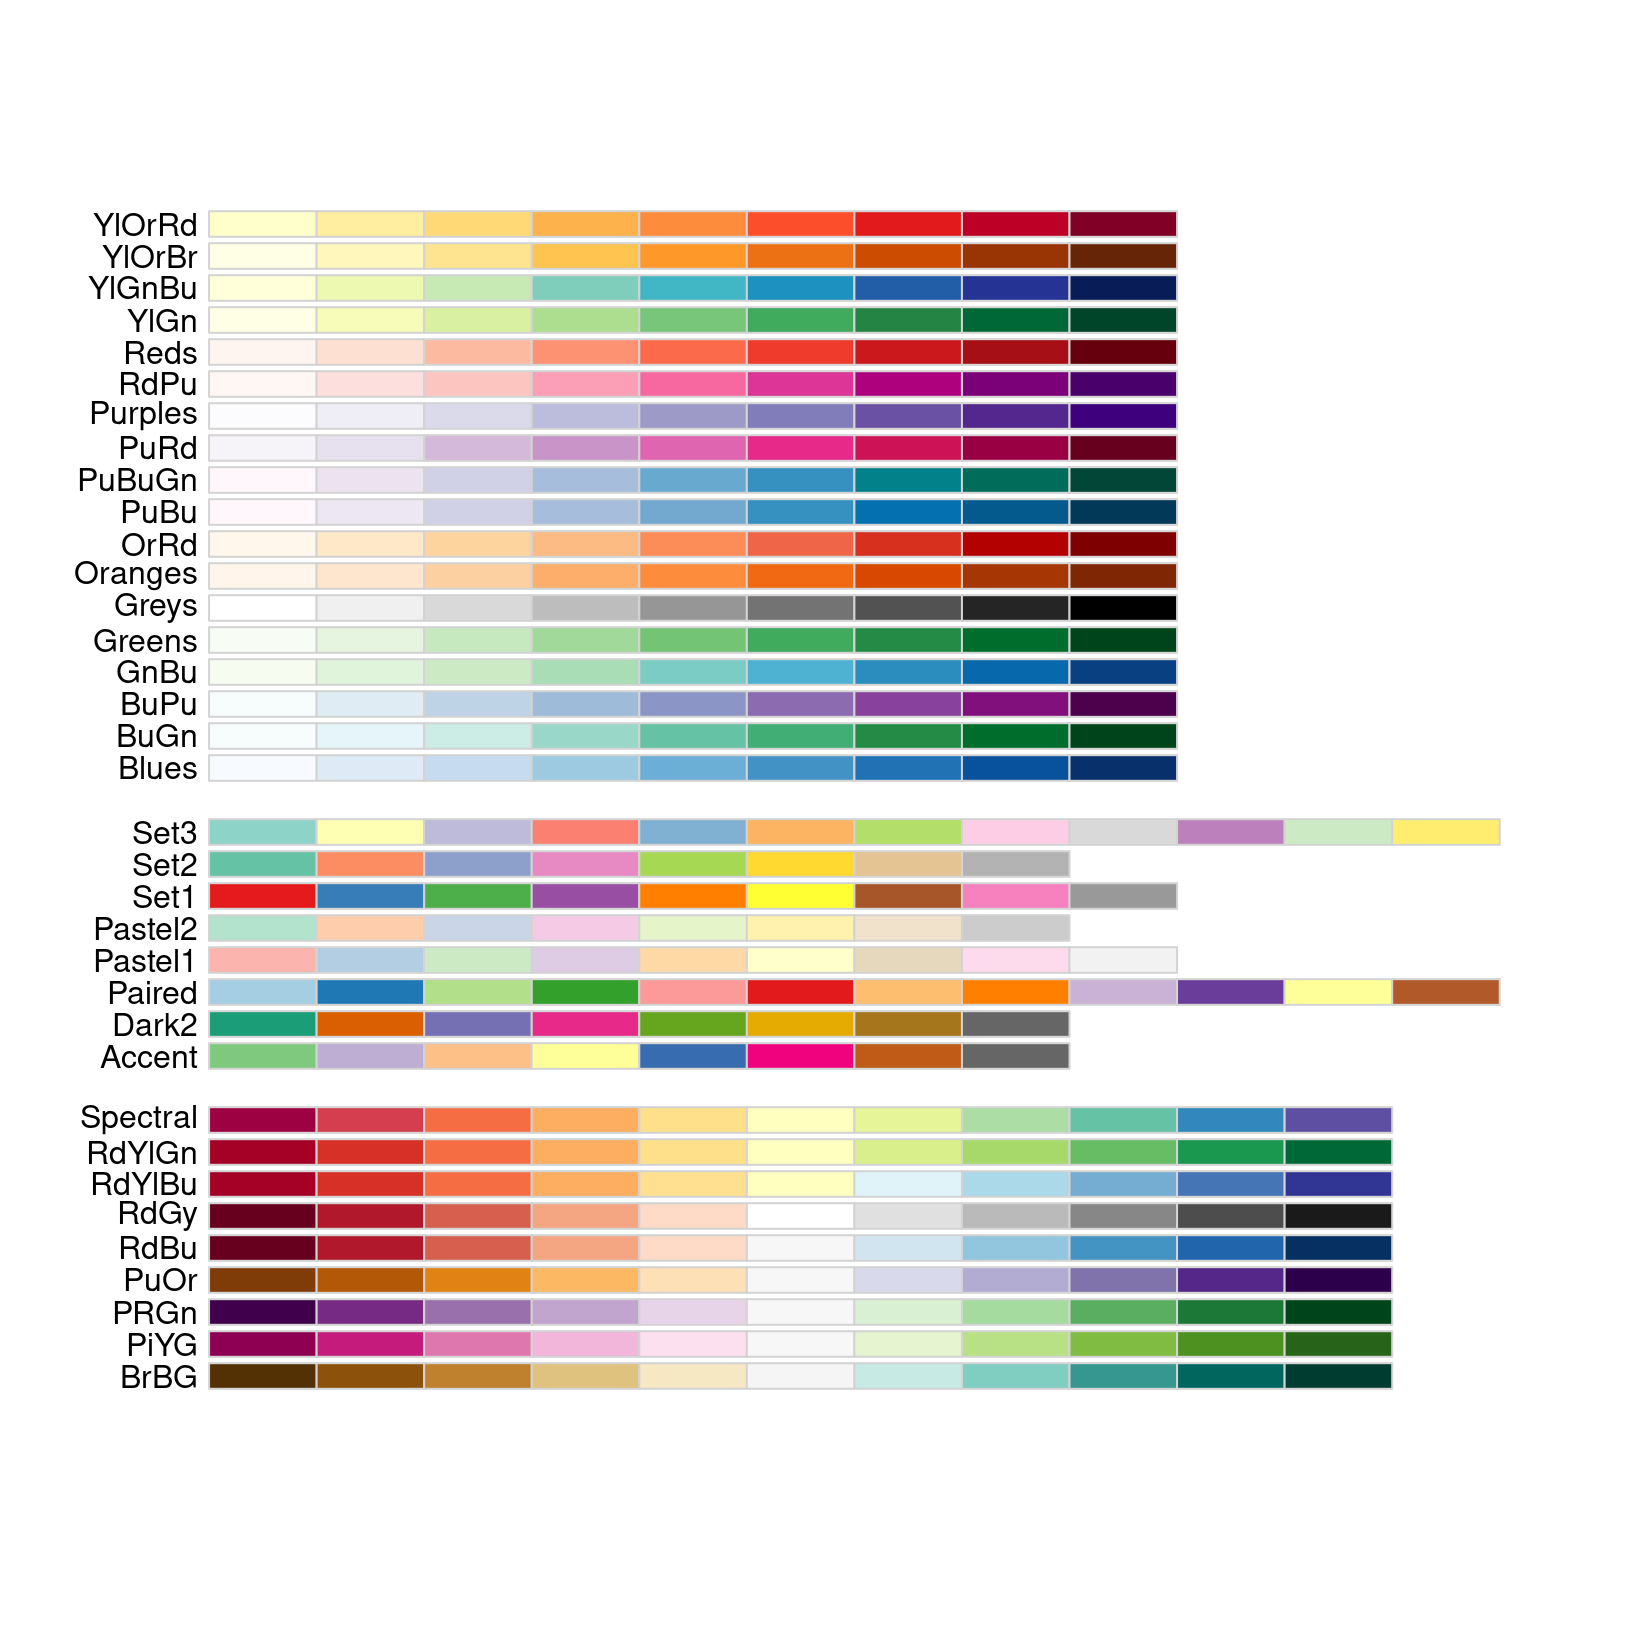 YlOrRd
YlOrBr
YlGnBu
YlGn
Reds
RdPu
Purples
PuRd
PuBuGn
PuBu
OrRd
Oranges
Greys
Greens
GnBu
BuPu
BuGn
Blues
Set3
Set2
Set1
Pastel2
Pastel1
Paired
Dark2
Accent
Spectral
RdYlGn
RdYlBu
RdGy
RdBu
PuOr
PRGn
PiYG
BrBG